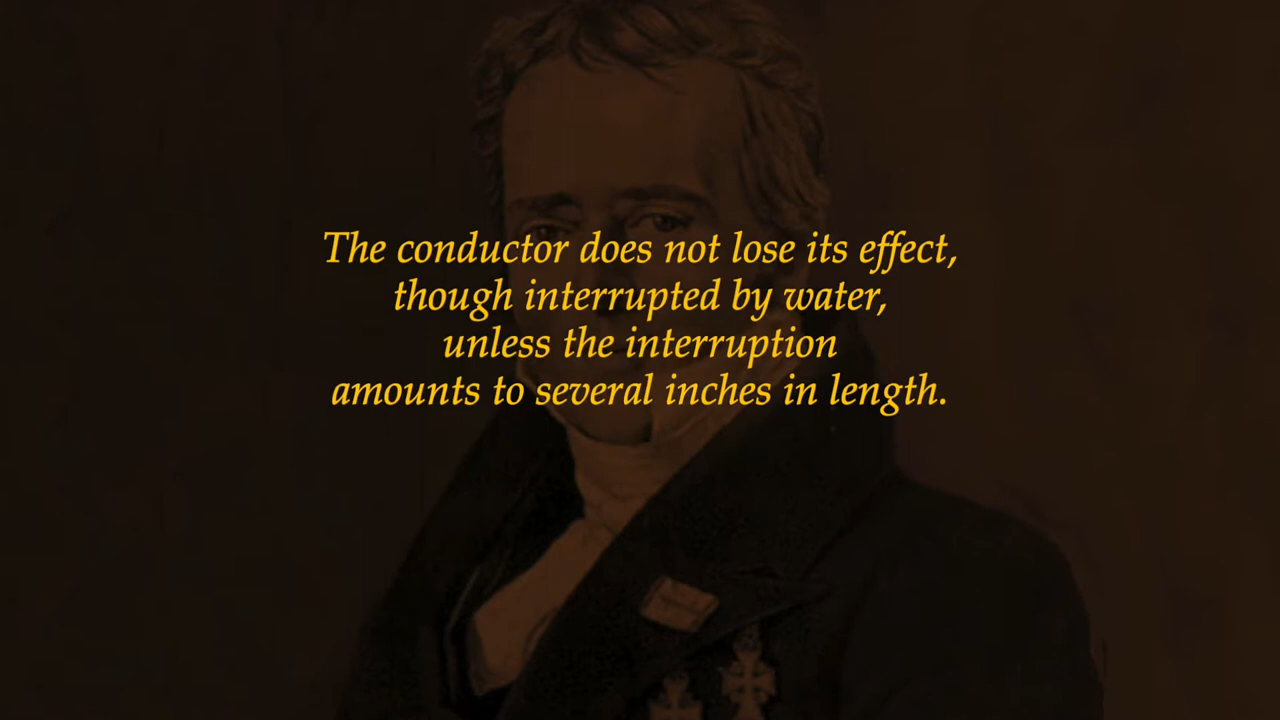 The conductor does not lose its effect,
though interrupted by water,
unless the interruption
amounts to several inches in length.